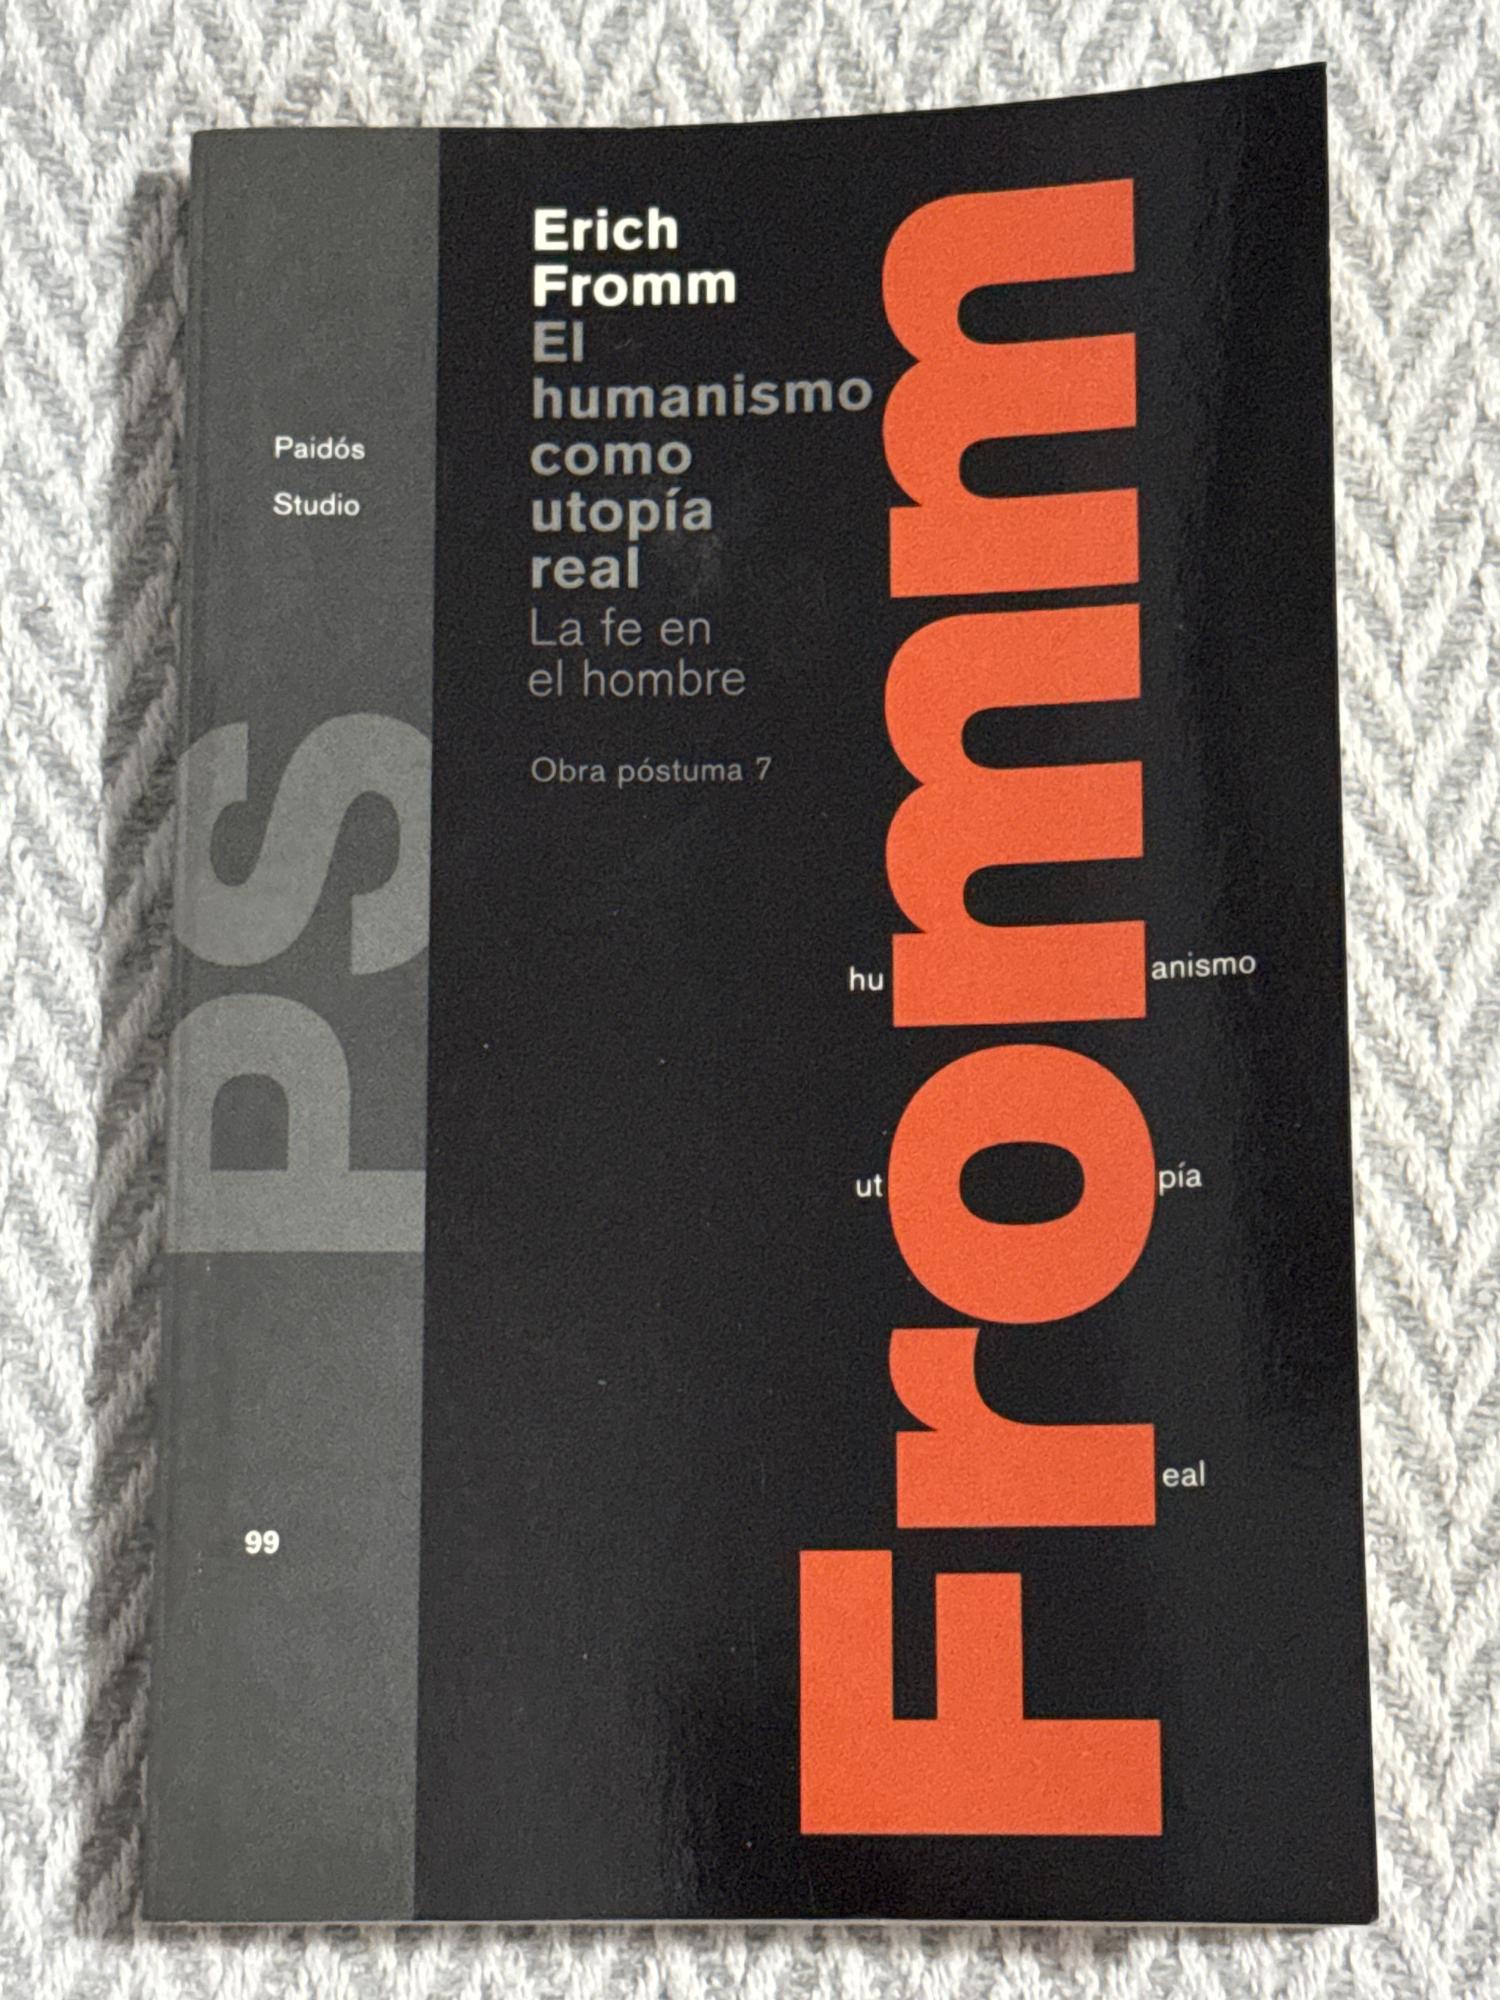 Paidós
Studio
PS
99
Erich
Fromm
El
humanismo
como
utopía
real
La fe en
el hombre
Obra póstuma 7
Fromm
hu anismo
ut pía
eal